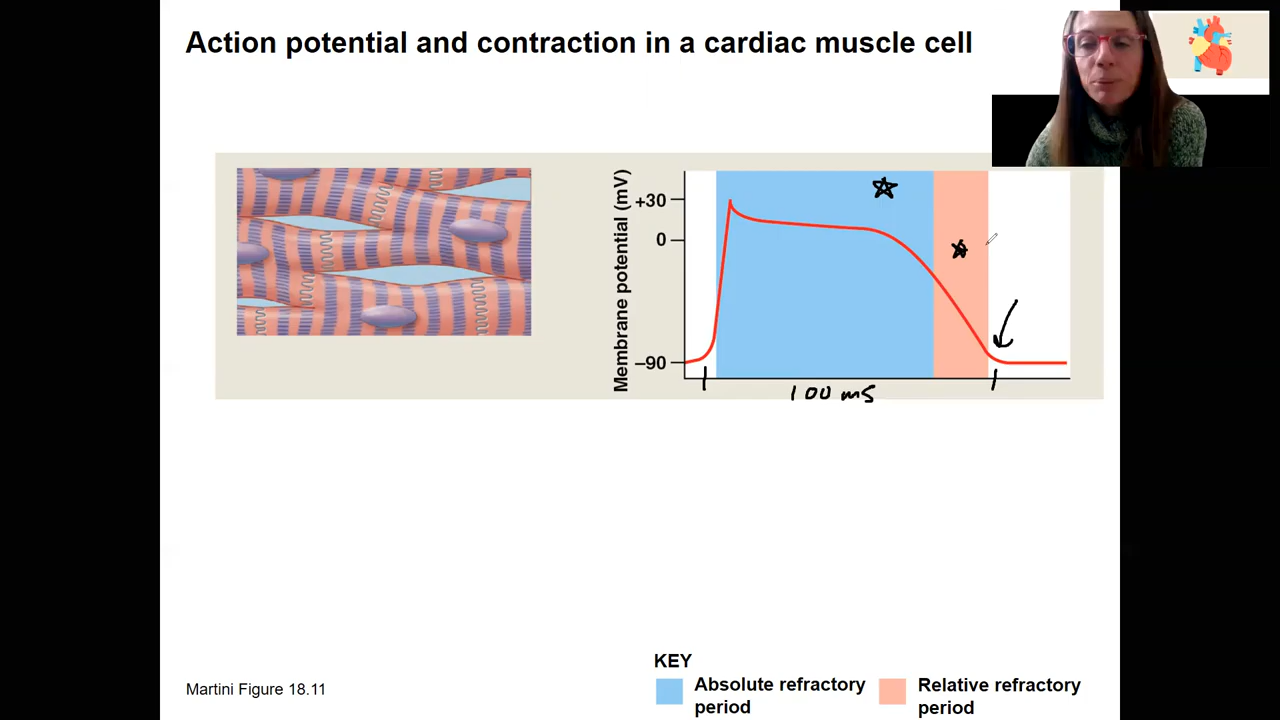 Action potential and contraction in a cardiac muscle cell
Membrane potential (mV)
+30
0
–90
100 ms
KEY
Absolute refractory
period
Relative refractory
period
Martini Figure 18.11